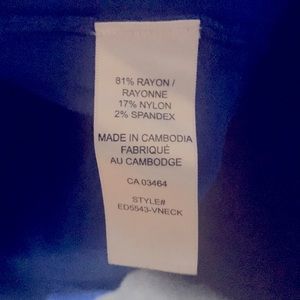 81% RAYON /
RAYONNE
17% NYLON
2% SPANDEX
MADE IN CAMBODIA
FABRIQUÉ
AU CAMBODGE
CA 03464
STYLE#
ED5543-VNECK